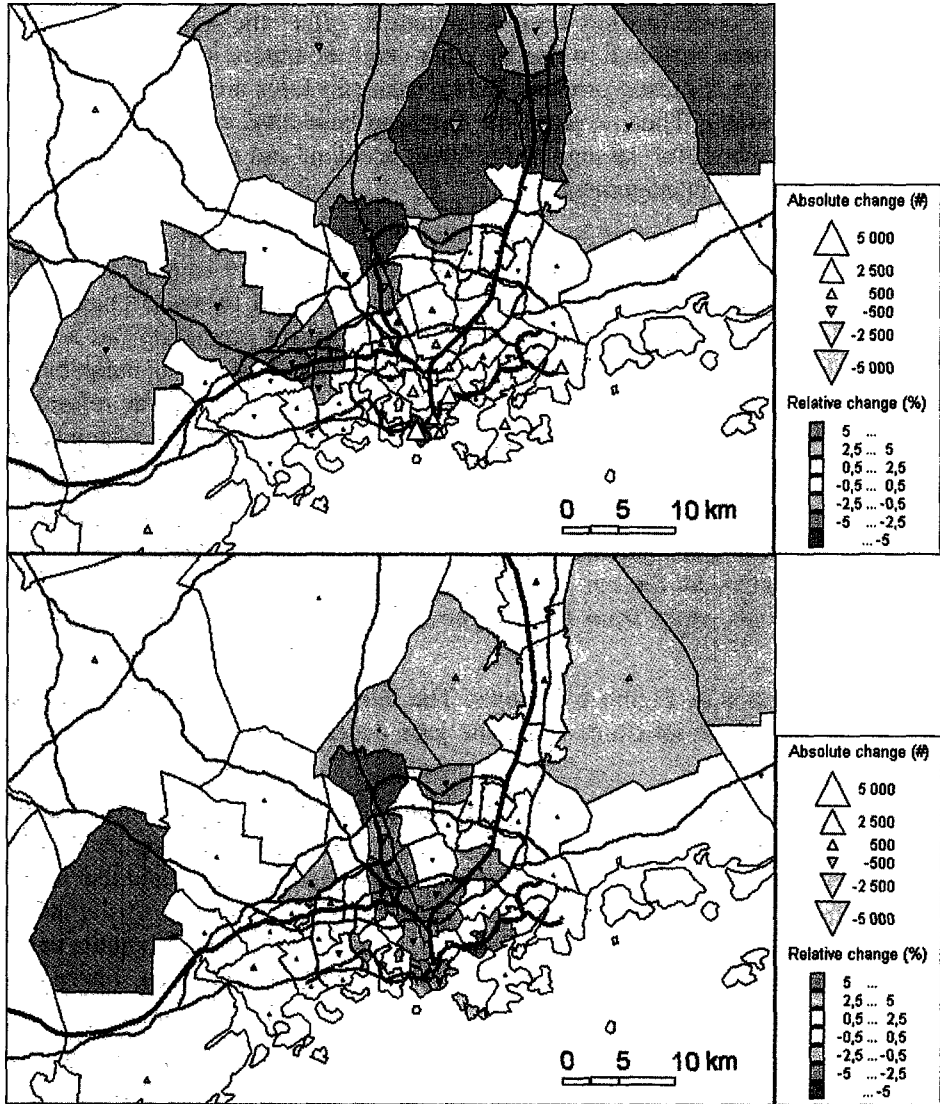 Absolute change (#)
5 000
2 500
500
-500
-2 500
-5 000
Relative change (%)
5 ...
2,5 ... 5
0,5 ... 2,5
-0,5 ... 0,5
-2,5 ... -0,5
-5 ... -2,5
... -5
0 5 10 km
Absolute change (#)
5 000
2 500
500
-500
-2 500
-5 000
Relative change (%)
5 ...
2,5 ... 5
0,5 ... 2,5
-0,5 ... 0,5
-2,5 ... -0,5
-5 ... -2,5
... -5
0 5 10 km